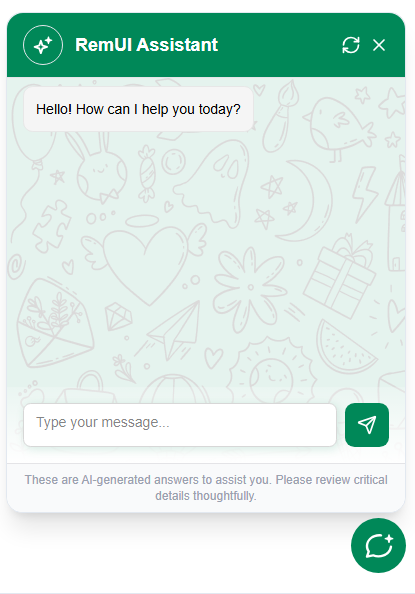 RemUI Assistant
Hello! How can I help you today?
Type your message...
These are AI-generated answers to assist you. Please review critical
details thoughtfully.